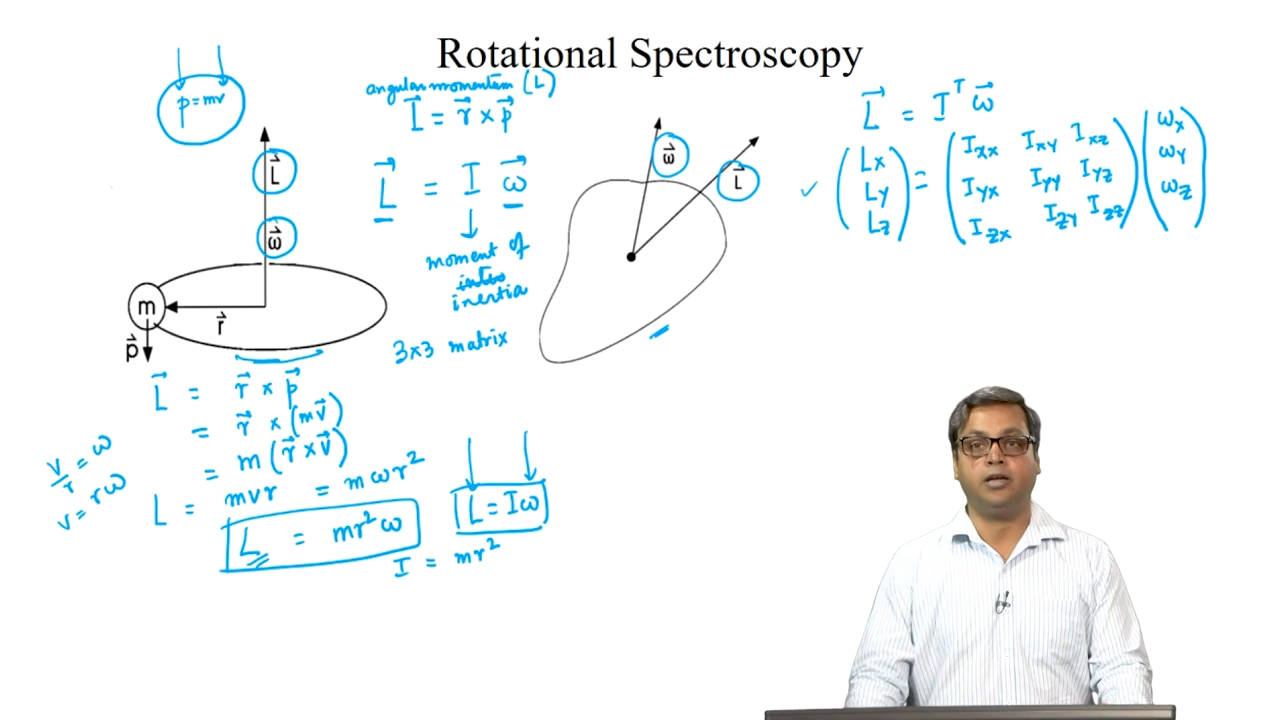 Rotational Spectroscopy
p = mv
angular momentum (L)
L⃗ = r⃗ × p⃗
L⃗ = I ω⃗
moment of
inertia
3×3 matrix
L⃗
ω⃗
m
r⃗
p⃗
L⃗ = r⃗ × p⃗
= r⃗ × (mv⃗)
= m (r⃗ × v⃗)
v/r = ω
v = rω
L = mvr = mωr²
L = mr²ω
L = Iω
I = mr²
ω⃗
L⃗
L⃗ = Iᵀ ω⃗
(Lx) = (Ixx Ixy Ixz) (ωx)
(Ly) (Iyx Iyy Iyz) (ωy)
(Lz) (Izx Izy Izz) (ωz)